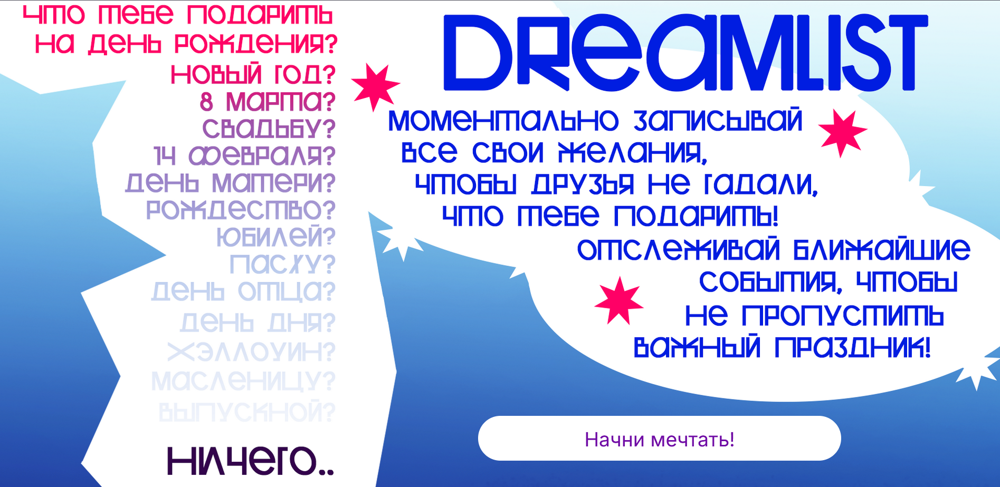 ЧТО ТЕБЕ ПОДАРИТЬ
НА ДЕНЬ РОЖДЕНИЯ?
НОВЫЙ ГОД?
8 МАРТА?
СВАДЬБУ?
14 ФЕВРАЛЯ?
ДЕНЬ МАТЕРИ?
РОЖДЕСТВО?
ЮБИЛЕЙ?
ПАСХУ?
ДЕНЬ ОТЦА?
ДЕНЬ ДНЯ?
ХЭЛЛОУИН?
МАСЛЕНИЦУ?
ВЫПУСКНОЙ?
НИЧЕГО..
DREAMLIST
МОМЕНТАЛЬНО ЗАПИСЫВАЙ
ВСЕ СВОИ ЖЕЛАНИЯ,
ЧТОБЫ ДРУЗЬЯ НЕ ГАДАЛИ,
ЧТО ТЕБЕ ПОДАРИТЬ!
ОТСЛЕЖИВАЙ БЛИЖАЙШИЕ
СОБЫТИЯ, ЧТОБЫ
НЕ ПРОПУСТИТЬ
ВАЖНЫЙ ПРАЗДНИК!
Начни мечтать!